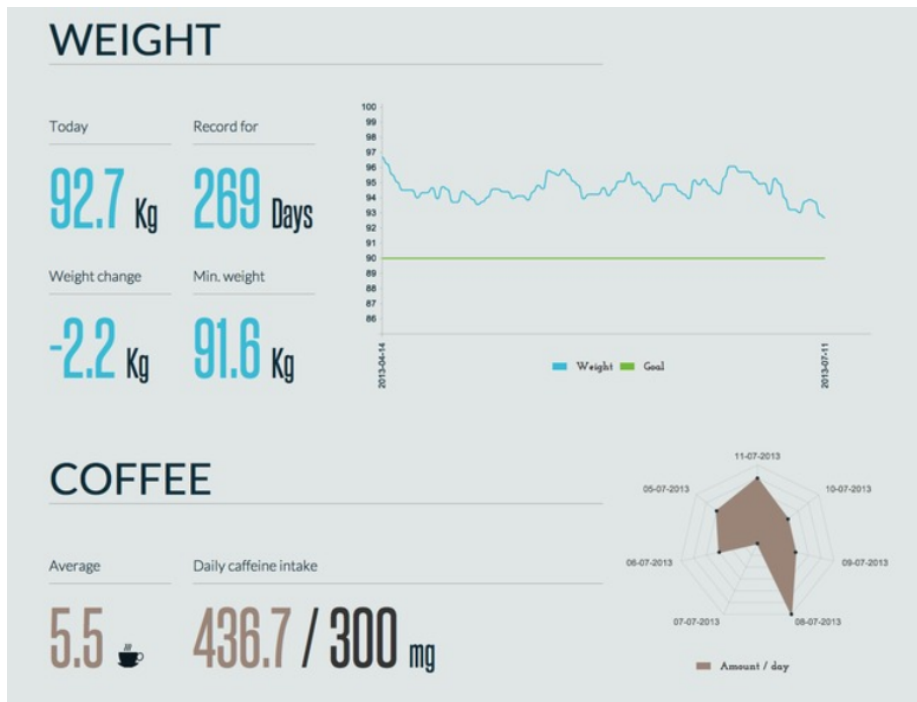 WEIGHT
Today
Record for
92.7 Kg
269 Days
Weight change
Min. weight
-2.2 Kg
91.6 Kg
100
99
98
97
96
95
94
93
92
91
90
89
88
87
86
2013-04-14
2013-07-11
Weight
Goal
COFFEE
Average
Daily caffeine intake
5.5
436.7 / 300 mg
11-07-2013
05-07-2013
10-07-2013
06-07-2013
09-07-2013
07-07-2013
08-07-2013
Amount / day